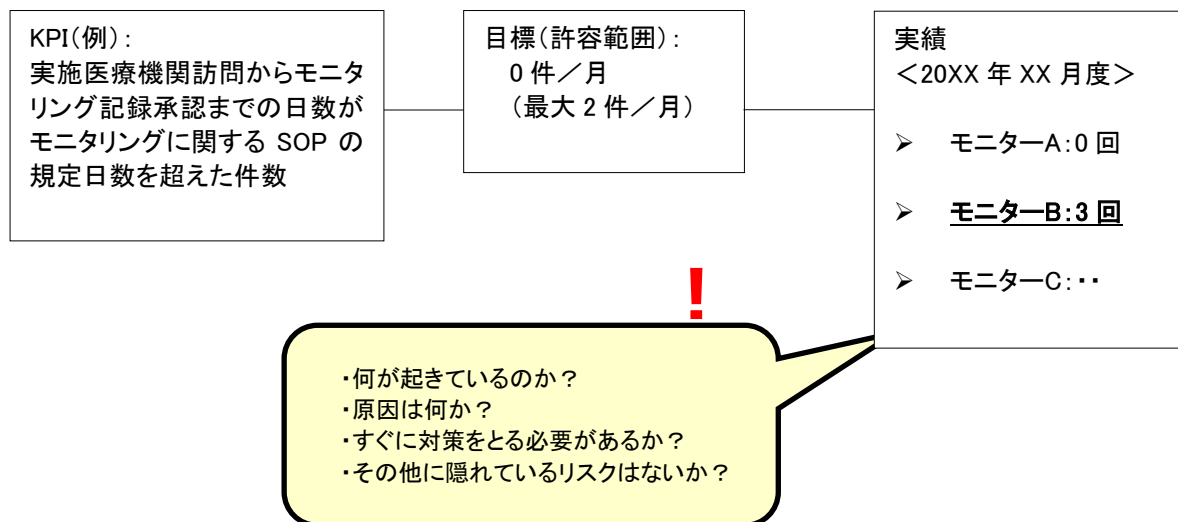 KPI（例）：
実施医療機関訪問からモニタ
リング記録承認までの日数が
モニタリングに関する SOP の
規定日数を超えた件数
目標（許容範囲）：
0 件／月
（最大 2 件／月）
実績
＜20XX 年 XX 月度＞
➢ モニターA：0 回
➢ モニターB：3 回
➢ モニターC：・・
！
・何が起きているのか？
・原因は何か？
・すぐに対策をとる必要があるか？
・その他に隠れているリスクはないか？